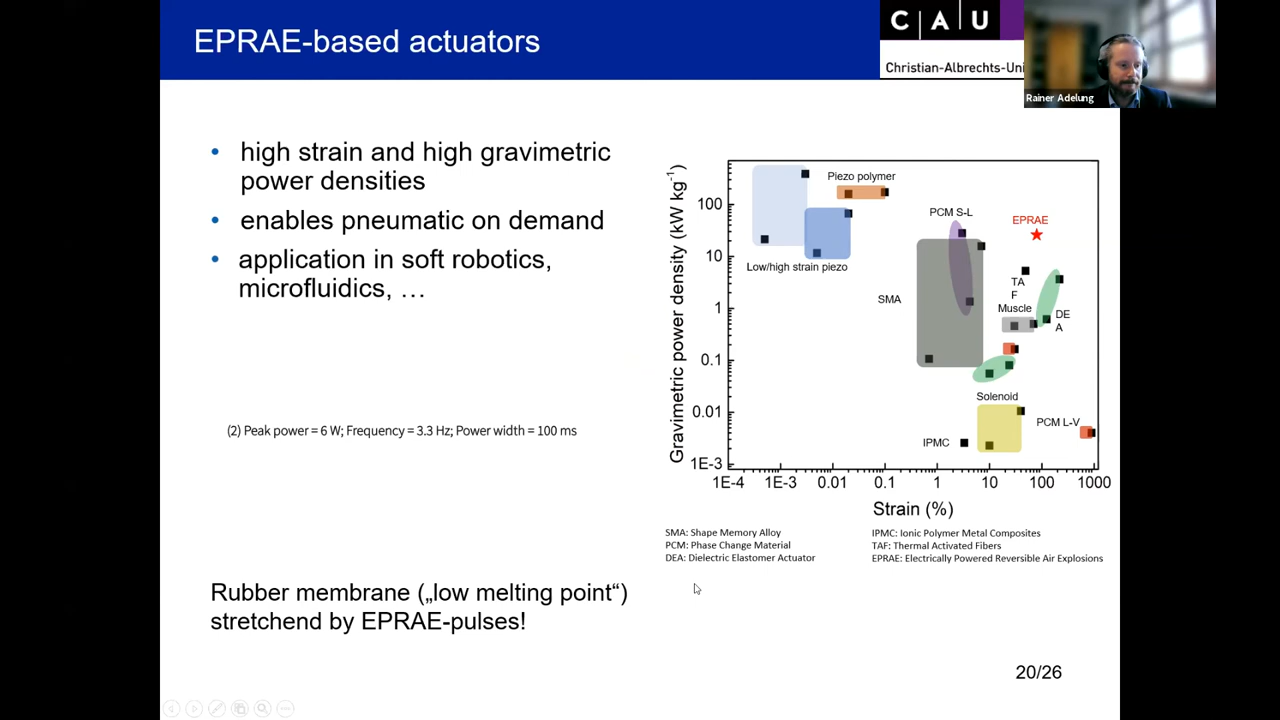 EPRAE-based actuators
C A U
Christian-Albrechts-Uni
Rainer Adelung
• high strain and high gravimetric
power densities
• enables pneumatic on demand
• application in soft robotics,
microfluidics, …
(2) Peak power = 6 W; Frequency = 3.3 Hz; Power width = 100 ms
Rubber membrane („low melting point“)
stretchend by EPRAE-pulses!
Gravimetric power density (kW kg-1)
100
10
1
0.1
0.01
1E-3
Piezo polymer
PCM S-L
EPRAE
Low/high strain piezo
SMA
TA
F
Muscle
DE
A
Solenoid
PCM L-V
IPMC
1E-4 1E-3 0.01 0.1 1 10 100 1000
Strain (%)
SMA: Shape Memory Alloy
PCM: Phase Change Material
DEA: Dielectric Elastomer Actuator
IPMC: Ionic Polymer Metal Composites
TAF: Thermal Activated Fibers
EPRAE: Electrically Powered Reversible Air Explosions
20/26